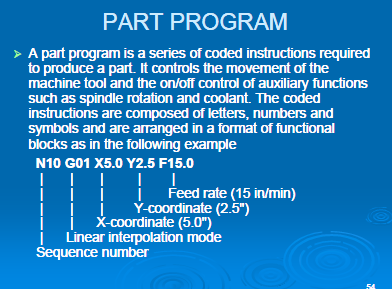 PART PROGRAM
A part program is a series of coded instructions required
to produce a part. It controls the movement of the
machine tool and the on/off control of auxiliary functions
such as spindle rotation and coolant. The coded
instructions are composed of letters, numbers and
symbols and are arranged in a format of functional
blocks as in the following example
N10 G01 X5.0 Y2.5 F15.0
| | | | |
| | | | Feed rate (15 in/min)
| | | Y-coordinate (2.5")
| | X-coordinate (5.0")
| Linear interpolation mode
Sequence number
54